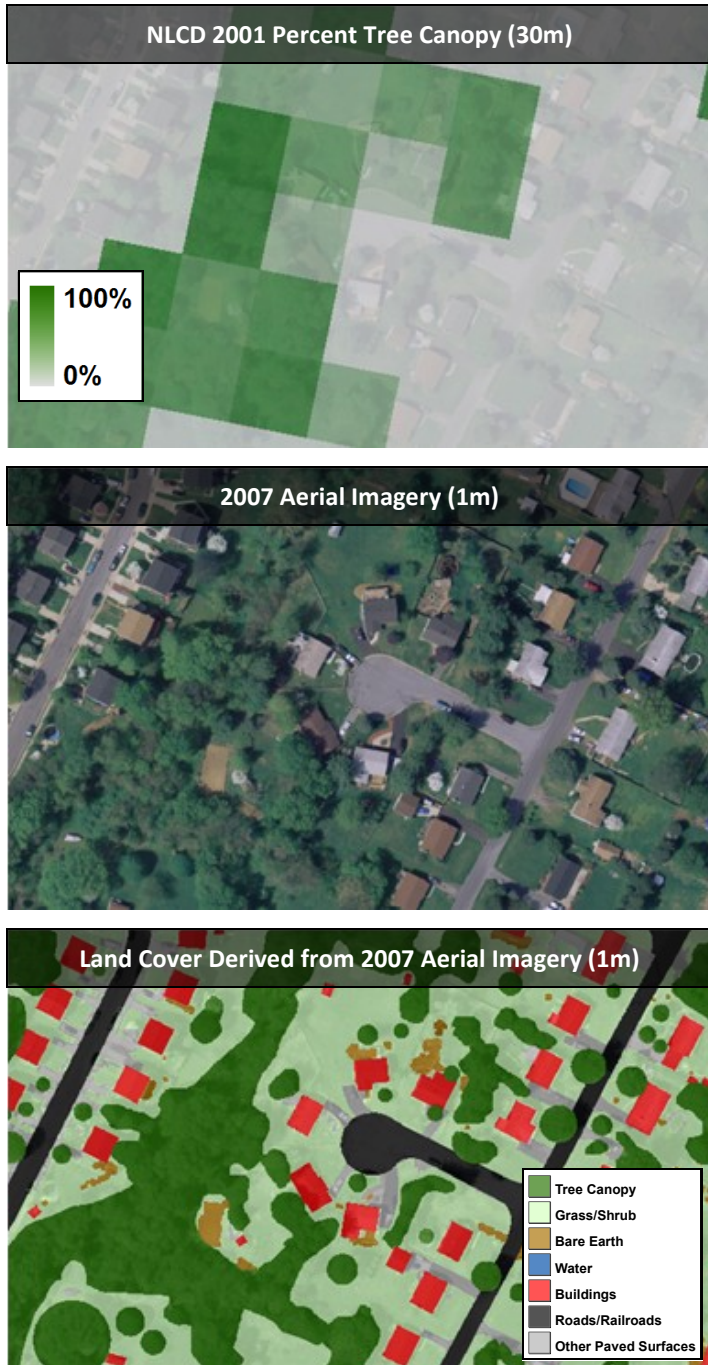 NLCD 2001 Percent Tree Canopy (30m)
100%
0%
2007 Aerial Imagery (1m)
Land Cover Derived from 2007 Aerial Imagery (1m)
Tree Canopy
Grass/Shrub
Bare Earth
Water
Buildings
Roads/Railroads
Other Paved Surfaces